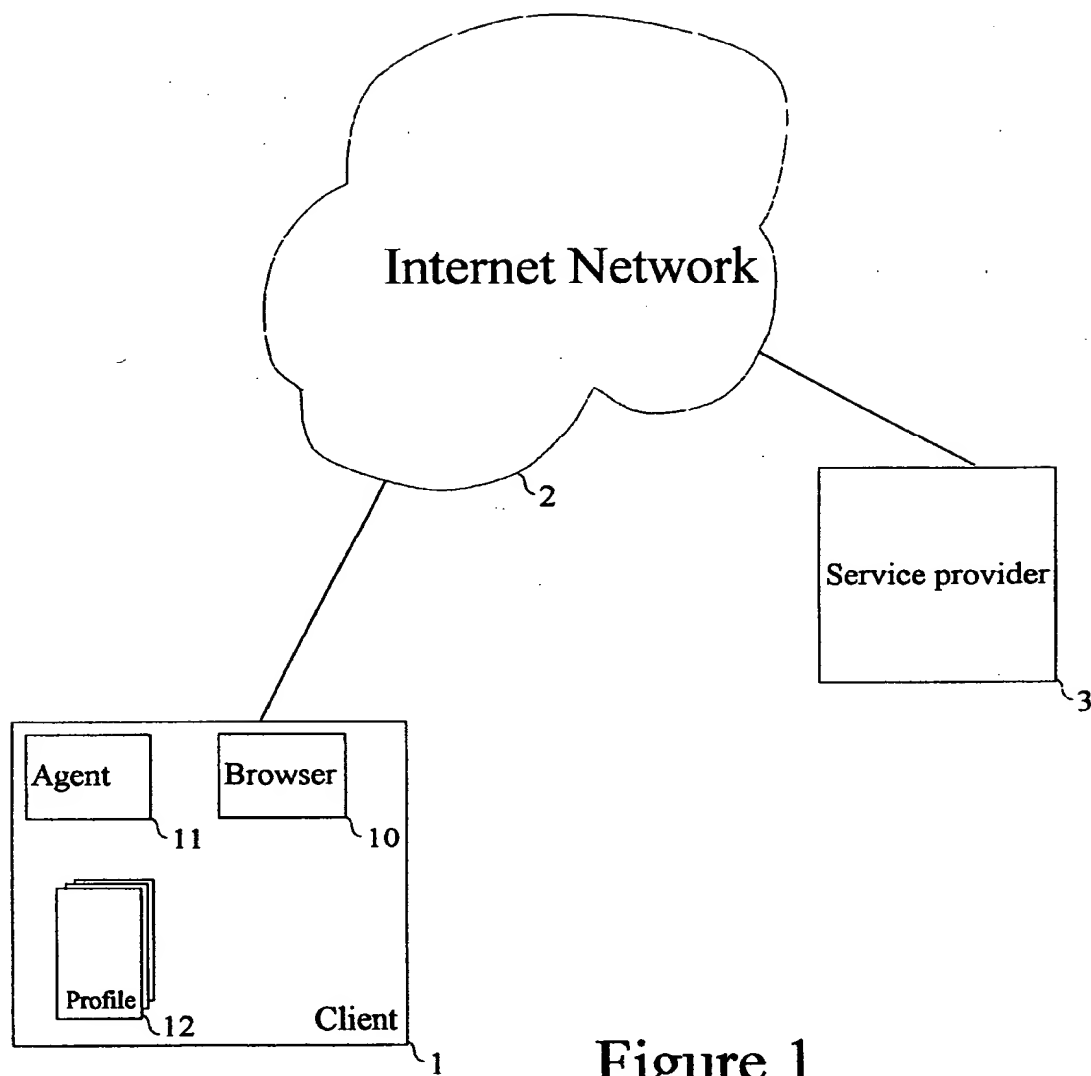 Internet Network
2
Service provider
3
Agent
11
Browser
10
Profile
12
Client
1
Figure 1